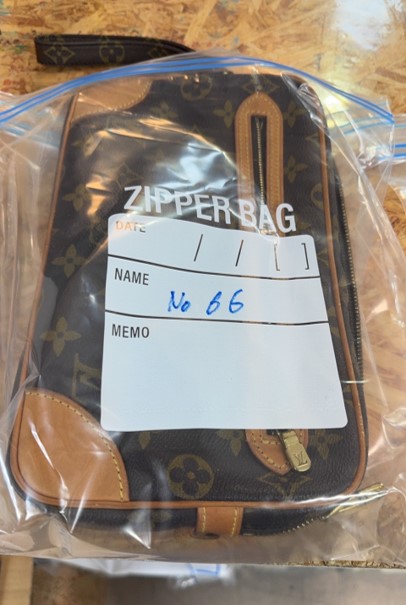 ZIPPER BAG
DATE
/ / [ ]
NAME
No 66
MEMO